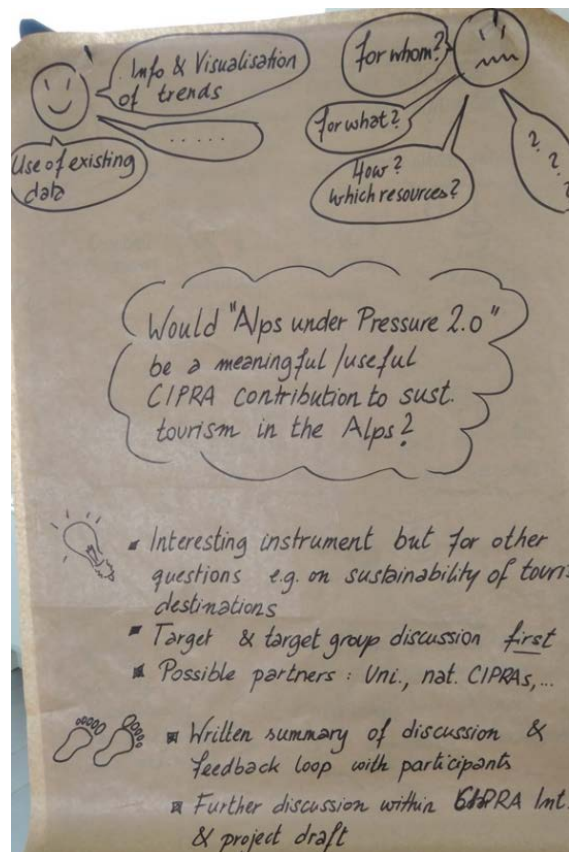 Info & Visualisation
of trends
.....
Use of existing
data
for whom?
for what?
How?
which resources?
?
?
?
Would "Alps under Pressure 2.0"
be a meaningful/useful
CIPRA contribution to sust.
tourism in the Alps?
Interesting instrument but for other
questions e.g. on sustainability of touris
destinations
Target & target group discussion first
Possible partners: Uni., nat. CIPRAs,...
Written summary of discussion &
feedback loop with participants
Further discussion within CIPRA Int.
& project draft